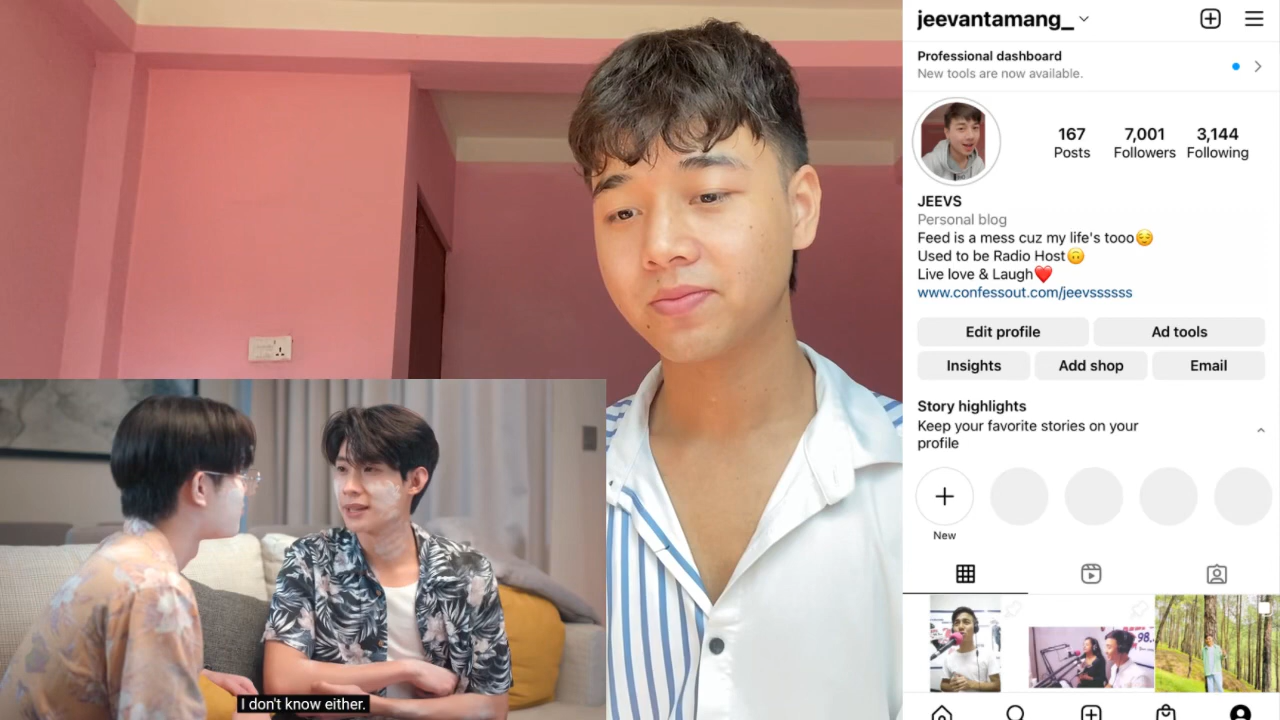 jeevantamang_
Professional dashboard
New tools are now available.
167 7,001 3,144
Posts Followers Following
JEEVS
Personal blog
Feed is a mess cuz my life's tooo😌
Used to be Radio Host🙃
Live love & Laugh❤️
www.confessout.com/jeevssssss
Edit profile Ad tools
Insights Add shop Email
Story highlights
Keep your favorite stories on your
profile
New
98.
I don't know either.